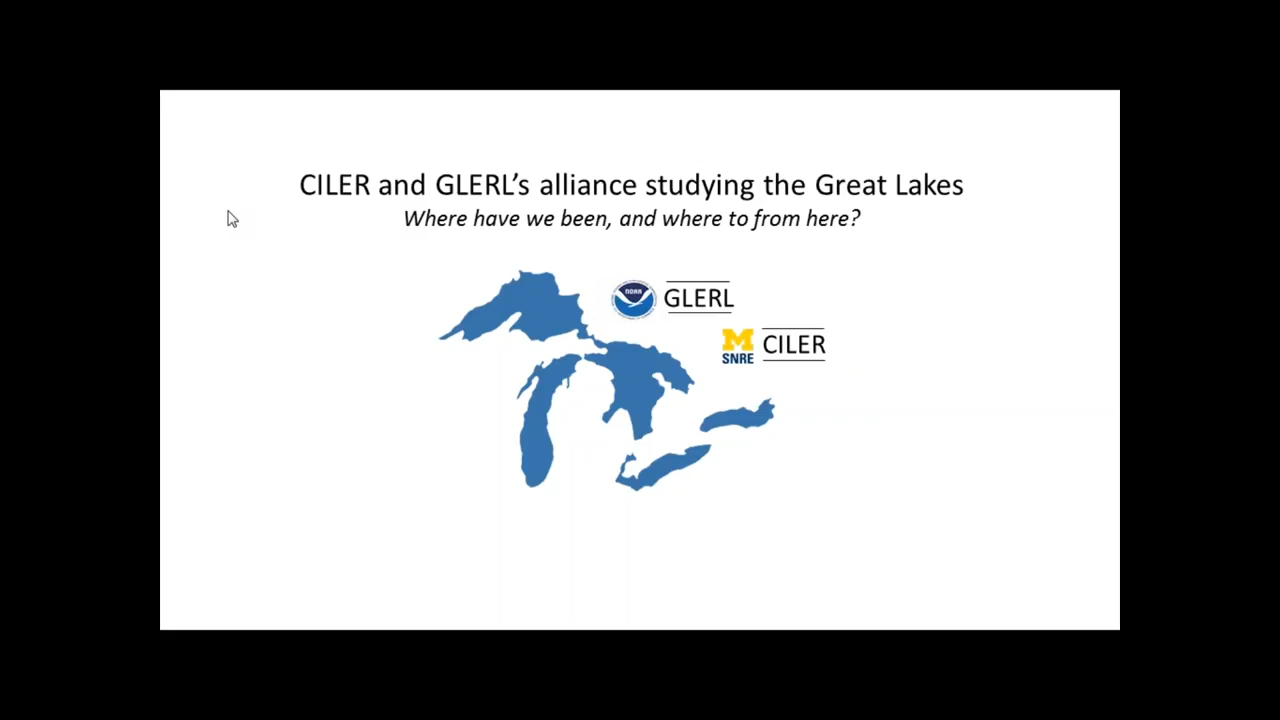 CILER and GLERL's alliance studying the Great Lakes
Where have we been, and where to from here?
NOAA GLERL
M SNRE CILER